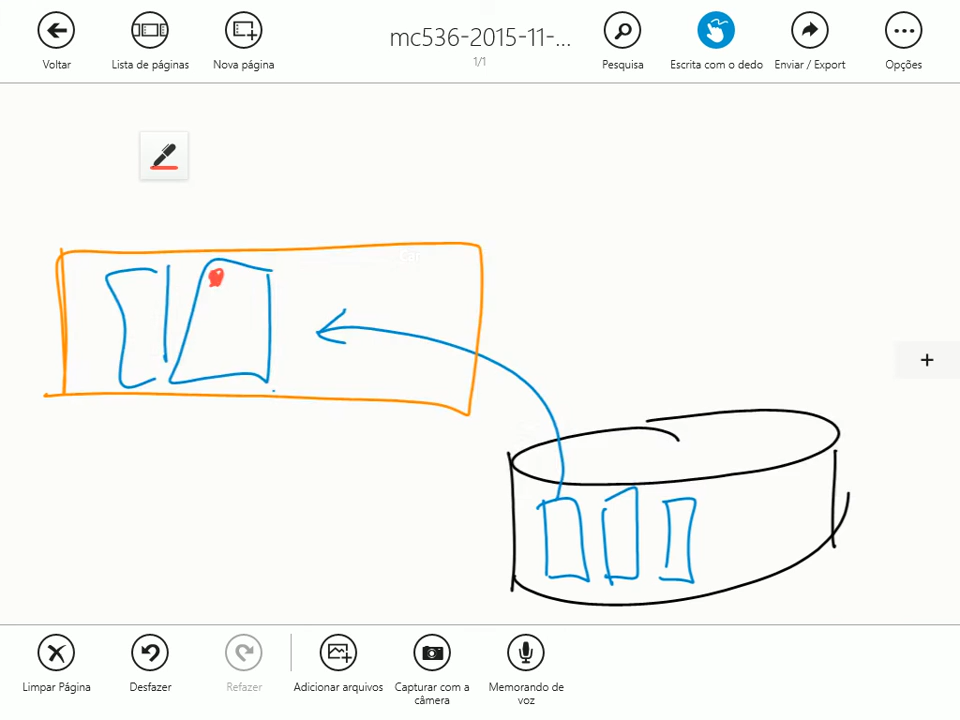 Voltar
Lista de páginas
Nova página
mc536-2015-11-...
1/1
Pesquisa
Escrita com o dedo
Enviar / Export
Opções
Limpar Página
Desfazer
Refazer
Adicionar arquivos
Capturar com a
câmera
Memorando de
voz